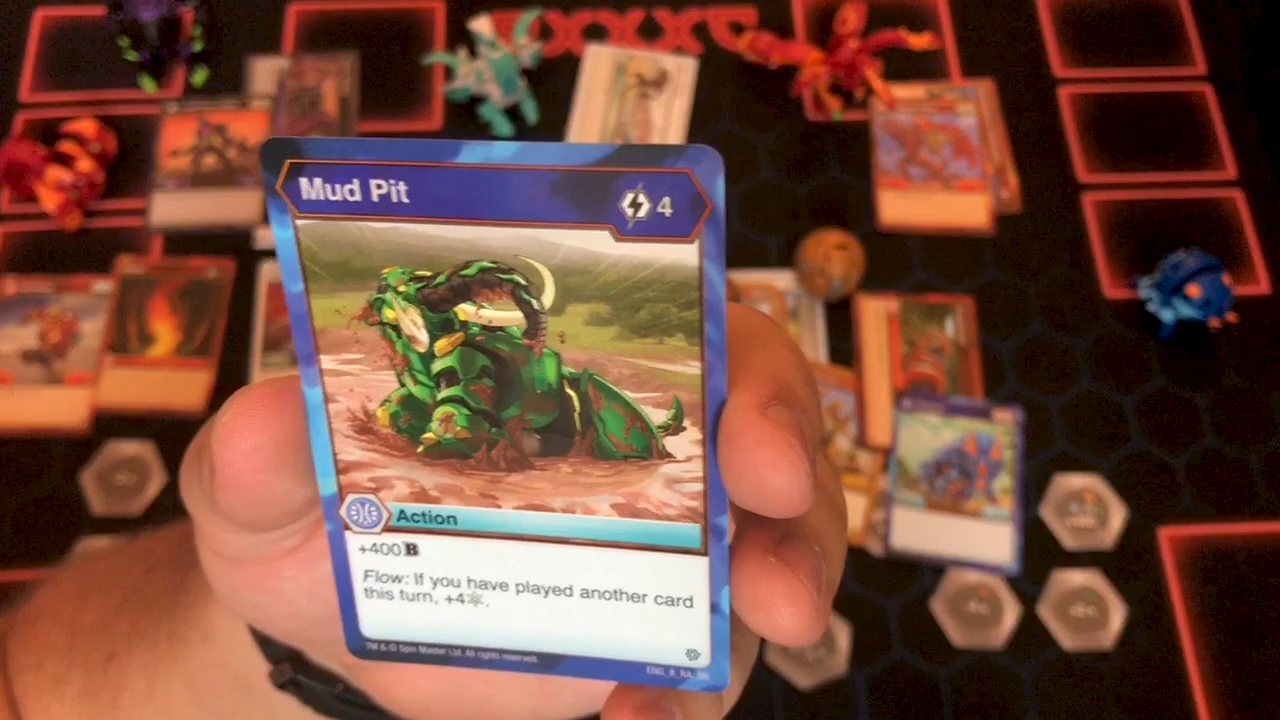 Mud Pit
4
Action
+400 B
Flow: If you have played another card
this turn, +4.
TM & © Spin Master Ltd. All rights reserved.